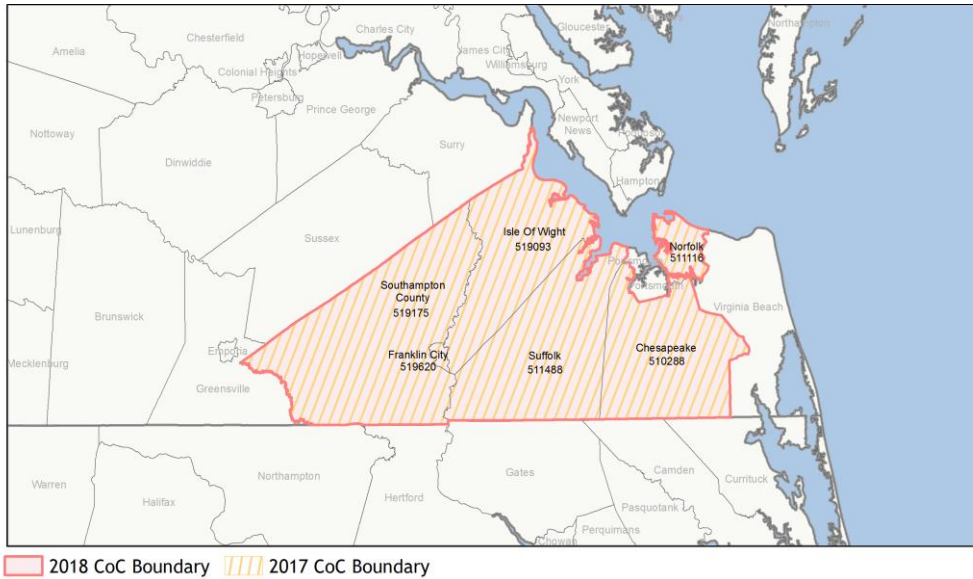 Charles City
Gloucester
Northampton
Chesterfield
Amelia
James City
Hopewell
Williamsburg
Colonial Heights
York
Petersburg
Prince George
Newport
News
Poquoson
Nottoway
Surry
Dinwiddie
Hampton
Isle Of Wight
519093
Lunenburg
Sussex
Norfolk
511116
Portsmouth
Southampton
County
519175
Portsmouth
Virginia Beach
Brunswick
Chesapeake
510288
Emporia
Franklin City
519620
Suffolk
511488
Mecklenburg
Greensville
Gates
Camden
Northampton
Currituck
Warren
Halifax
Hertford
Pasquotank
Perquimans
Chowan
2018 CoC Boundary 2017 CoC Boundary